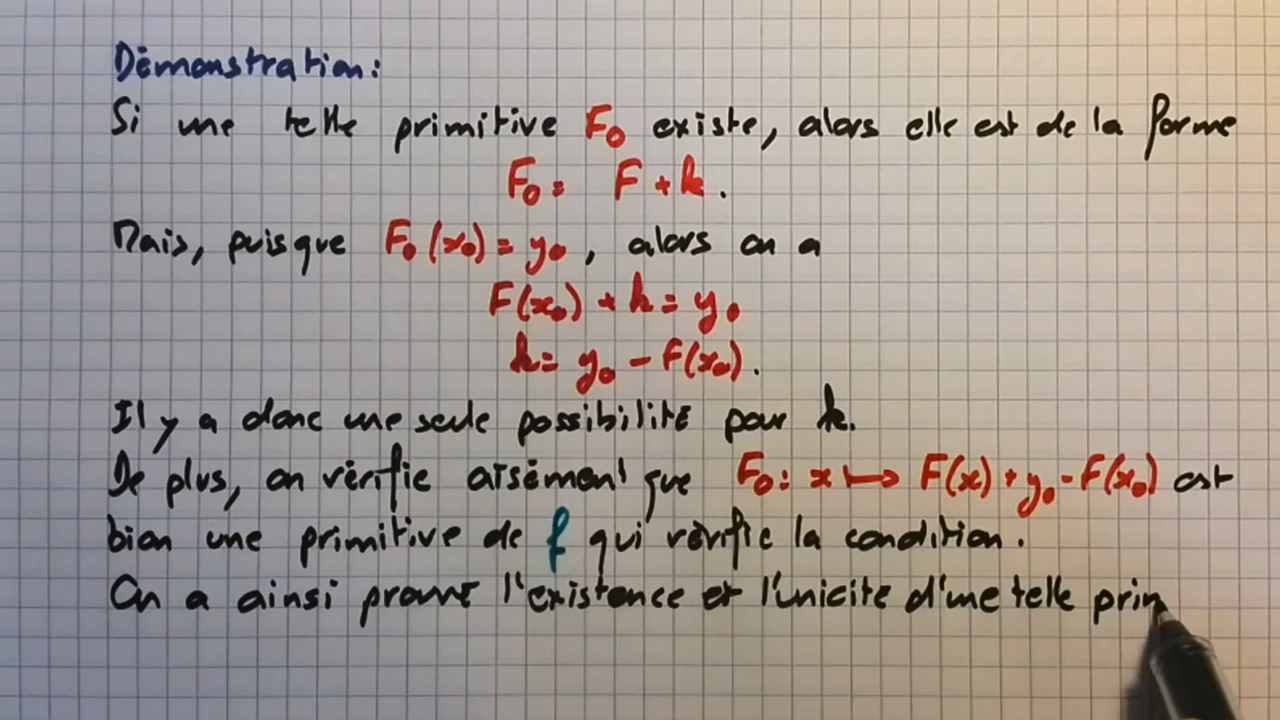 Démonstration:
Si une telle primitive F₀ existe, alors elle est de la forme
F₀ = F + k.
Mais, puisque F₀(x₀) = y₀, alors on a
F(x₀) + k = y₀
k = y₀ - F(x₀).
Il y a donc une seule possibilité pour k.
De plus, on vérifie aisément que F₀: x ↦ F(x) + y₀ - F(x₀) est
bien une primitive de f qui vérifie la condition.
On a ainsi prouvé l'existence et l'unicité d'une telle prim